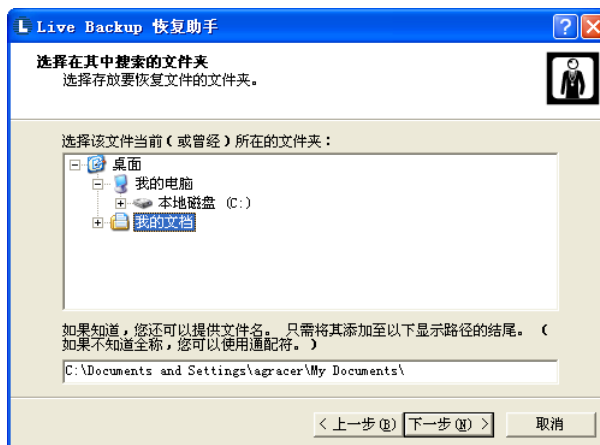 Live Backup 恢复助手
选择在其中搜索的文件夹
选择存放要恢复文件的文件夹。
选择该文件当前(或曾经)所在的文件夹:
桌面
我的电脑
本地磁盘 (C:)
我的文档
如果知道,您还可以提供文件名。 只需将其添加至以下显示路径的结尾。 (
如果不知道全称,您可以使用通配符。)
C:\Documents and Settings\agracer\My Documents\
< 上一步(B) 下一步(N) > 取消